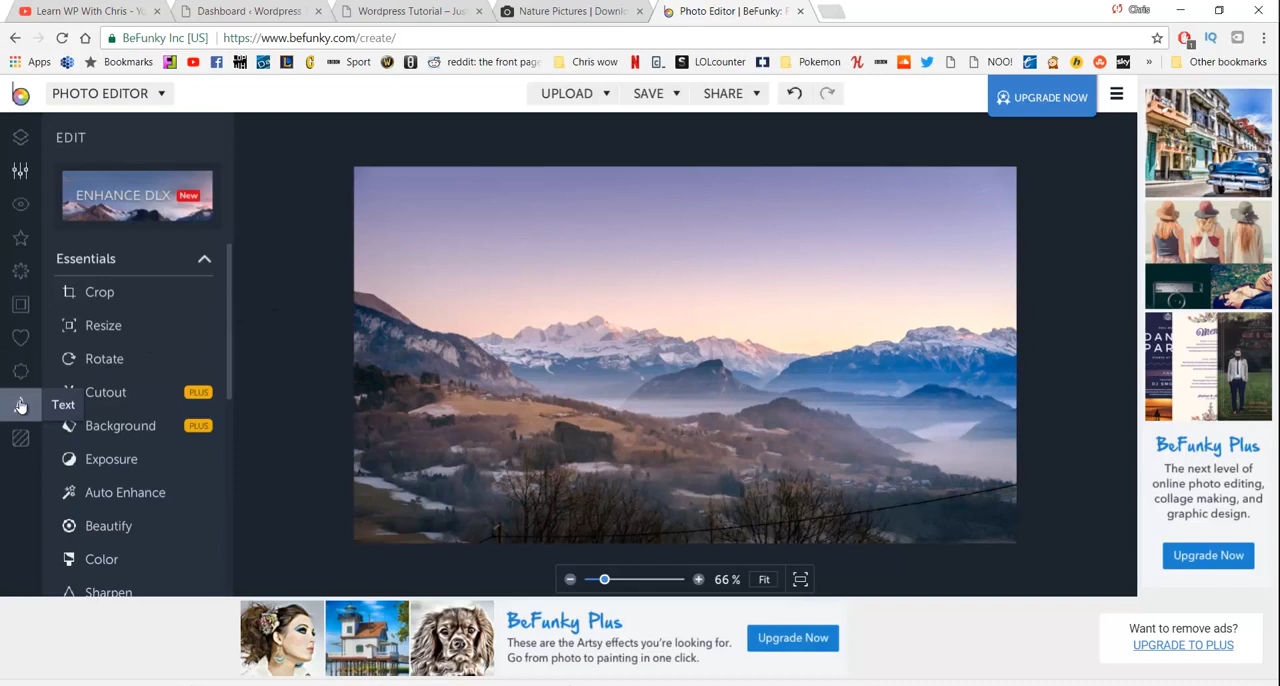 Learn WP With Chris - Yo
Dashboard ‹ Wordpress
Wordpress Tutorial – Jus
Nature Pictures | Downlo
Photo Editor | BeFunky: F
Chris
BeFunky Inc [US]
https://www.befunky.com/create/
Apps
Bookmarks
Sport
reddit: the front page
Chris wow
LOLcounter
Pokemon
NOO!
sky
»
Other bookmarks
PHOTO EDITOR
UPLOAD
SAVE
SHARE
UPGRADE NOW
EDIT
ENHANCE DLX New
Essentials
Crop
Resize
Rotate
Cutout PLUS
Text
Background PLUS
Exposure
Auto Enhance
Beautify
Color
Sharpen
66 %
Fit
BeFunky Plus
The next level of
online photo editing,
collage making, and
graphic design.
Upgrade Now
BeFunky Plus
These are the Artsy effects you're looking for.
Go from photo to painting in one click.
Upgrade Now
Want to remove ads?
UPGRADE TO PLUS